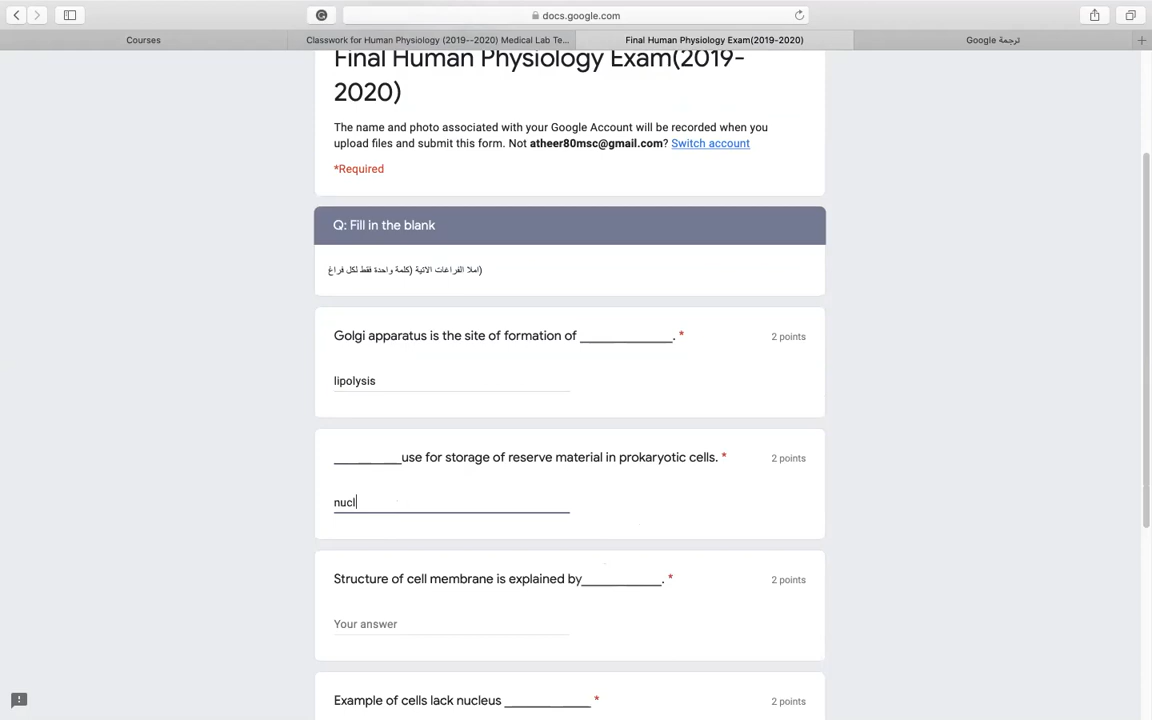 docs.google.com
Courses
Classwork for Human Physiology (2019--2020) Medical Lab Te...
Final Human Physiology Exam(2019-2020)
ترجمة Google
Final Human Physiology Exam(2019-
2020)
The name and photo associated with your Google Account will be recorded when you
upload files and submit this form. Not atheer80msc@gmail.com? Switch account
*Required
Q: Fill in the blank
(املا الفراغات الاتية (كلمة واحدة فقط لكل فراغ
Golgi apparatus is the site of formation of ______________. *
2 points
lipolysis
__________use for storage of reserve material in prokaryotic cells. *
2 points
nucl
Structure of cell membrane is explained by____________. *
2 points
Your answer
Example of cells lack nucleus _____________ *
2 points